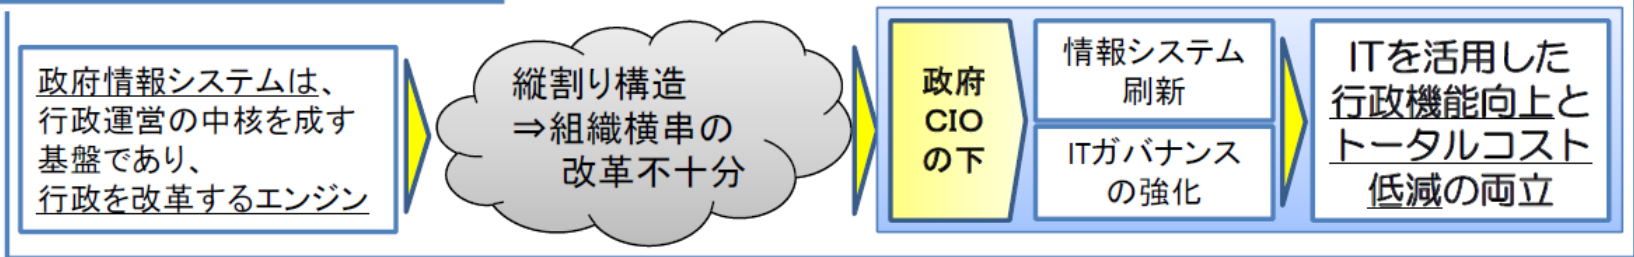 政府情報システムは、
行政運営の中核を成す
基盤であり、
行政を改革するエンジン
縦割り構造
⇒組織横串の
改革不十分
政府
CIO
の下
情報システム
刷新
ITガバナンス
の強化
ITを活用した
行政機能向上と
トータルコスト
低減の両立